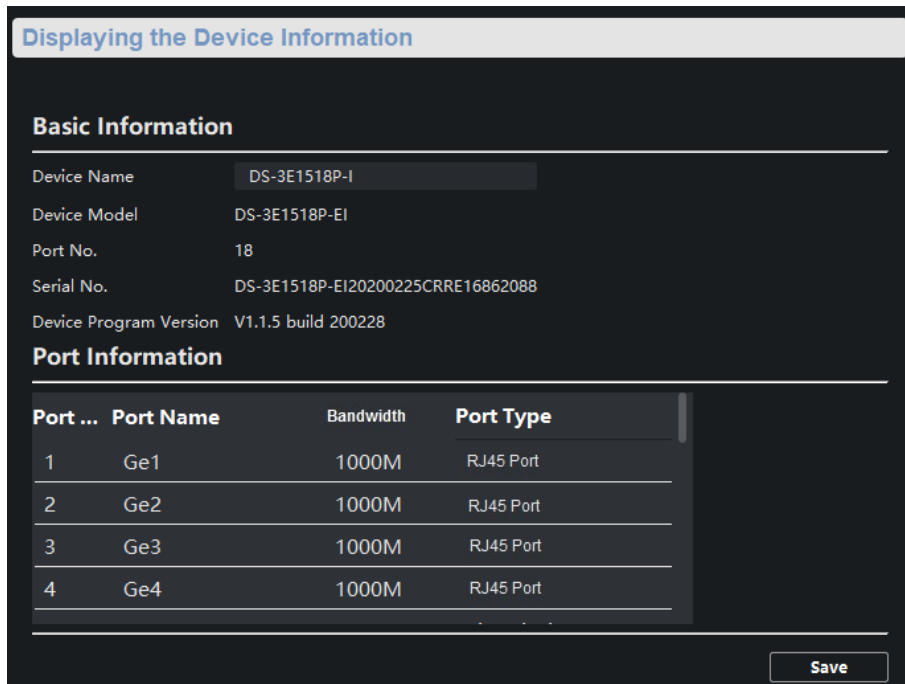 Displaying the Device Information
Basic Information
Device Name DS-3E1518P-I
Device Model DS-3E1518P-EI
Port No. 18
Serial No. DS-3E1518P-EI20200225CRRE16862088
Device Program Version V1.1.5 build 200228
Port Information
Port ... Port Name Bandwidth Port Type
1 Ge1 1000M RJ45 Port
2 Ge2 1000M RJ45 Port
3 Ge3 1000M RJ45 Port
4 Ge4 1000M RJ45 Port
Save